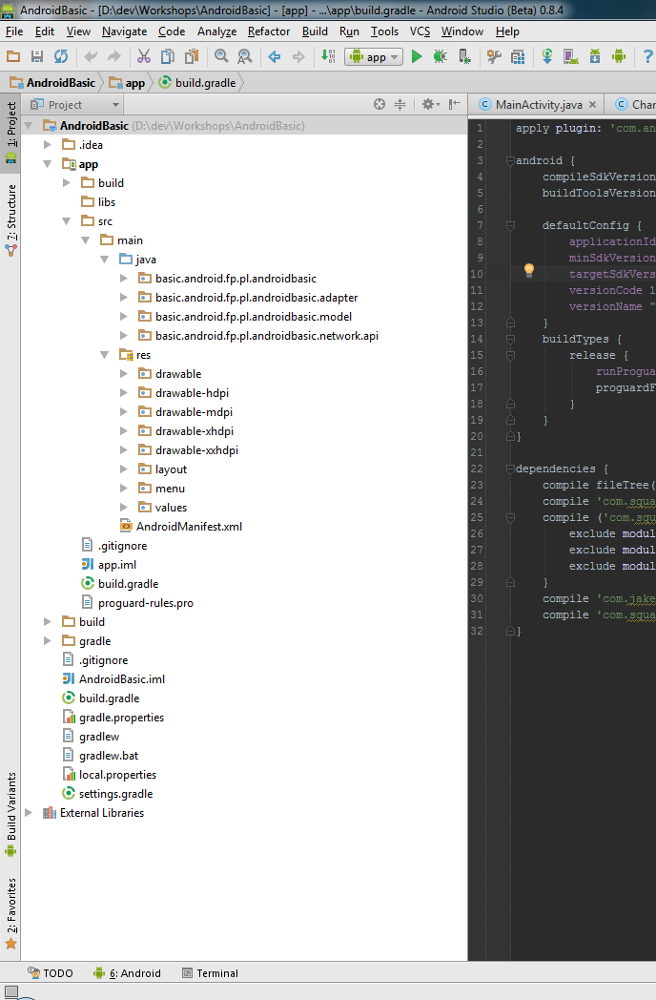 AndroidBasic - [D:\dev\Workshops\AndroidBasic] - [app] - ...\app\build.gradle - Android Studio (Beta) 0.8.4
File Edit View Navigate Code Analyze Refactor Build Run Tools VCS Window Help
app
AndroidBasic app build.gradle
Project
MainActivity.java Char
1: Project
7: Structure
Build Variants
2: Favorites
AndroidBasic (D:\dev\Workshops\AndroidBasic)
.idea
app
build
libs
src
main
java
basic.android.fp.pl.androidbasic
basic.android.fp.pl.androidbasic.adapter
basic.android.fp.pl.androidbasic.model
basic.android.fp.pl.androidbasic.network.api
res
drawable
drawable-hdpi
drawable-mdpi
drawable-xhdpi
drawable-xxhdpi
layout
menu
values
AndroidManifest.xml
.gitignore
app.iml
build.gradle
proguard-rules.pro
build
gradle
.gitignore
AndroidBasic.iml
build.gradle
gradle.properties
gradlew
gradlew.bat
local.properties
settings.gradle
External Libraries
1 apply plugin: 'com.an
2
3 android {
4 compileSdkVersion
5 buildToolsVersion
6
7 defaultConfig {
8 applicationId
9 minSdkVersion
10 targetSdkVers
11 versionCode 1
12 versionName "
13 }
14 buildTypes {
15 release {
16 runProgua
17 proguardF
18 }
19 }
20 }
21
22 dependencies {
23 compile fileTree(
24 compile 'com.squa
25 compile ('com.squ
26 exclude modul
27 exclude modul
28 exclude modul
29 }
30 compile 'com.jake
31 compile 'com.squa
32 }
TODO 6: Android Terminal